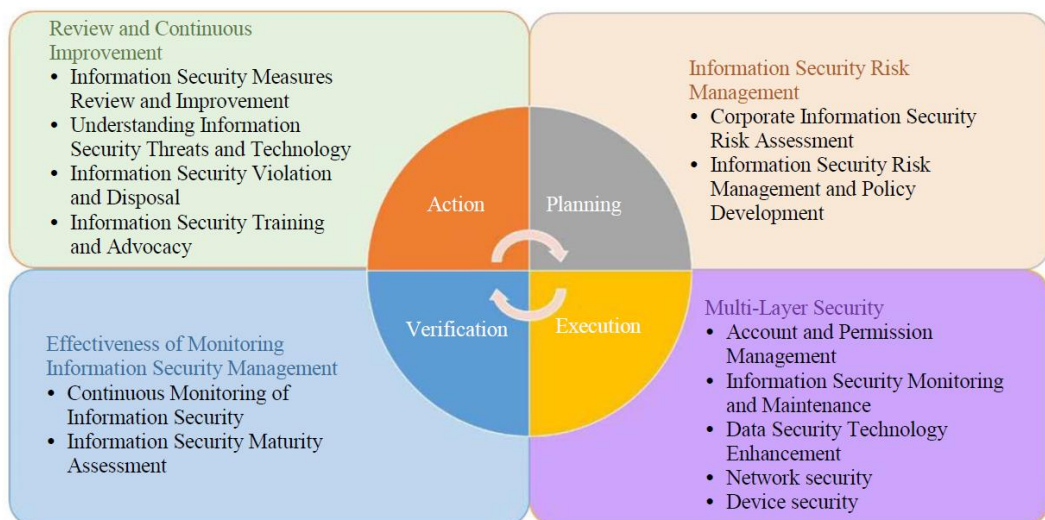 Review and Continuous
Improvement
• Information Security Measures
Review and Improvement
• Understanding Information
Security Threats and Technology
• Information Security Violation
and Disposal
• Information Security Training
and Advocacy
Information Security Risk
Management
• Corporate Information Security
Risk Assessment
• Information Security Risk
Management and Policy
Development
Action
Planning
Verification
Execution
Effectiveness of Monitoring
Information Security Management
• Continuous Monitoring of
Information Security
• Information Security Maturity
Assessment
Multi-Layer Security
• Account and Permission
Management
• Information Security Monitoring
and Maintenance
• Data Security Technology
Enhancement
• Network security
• Device security